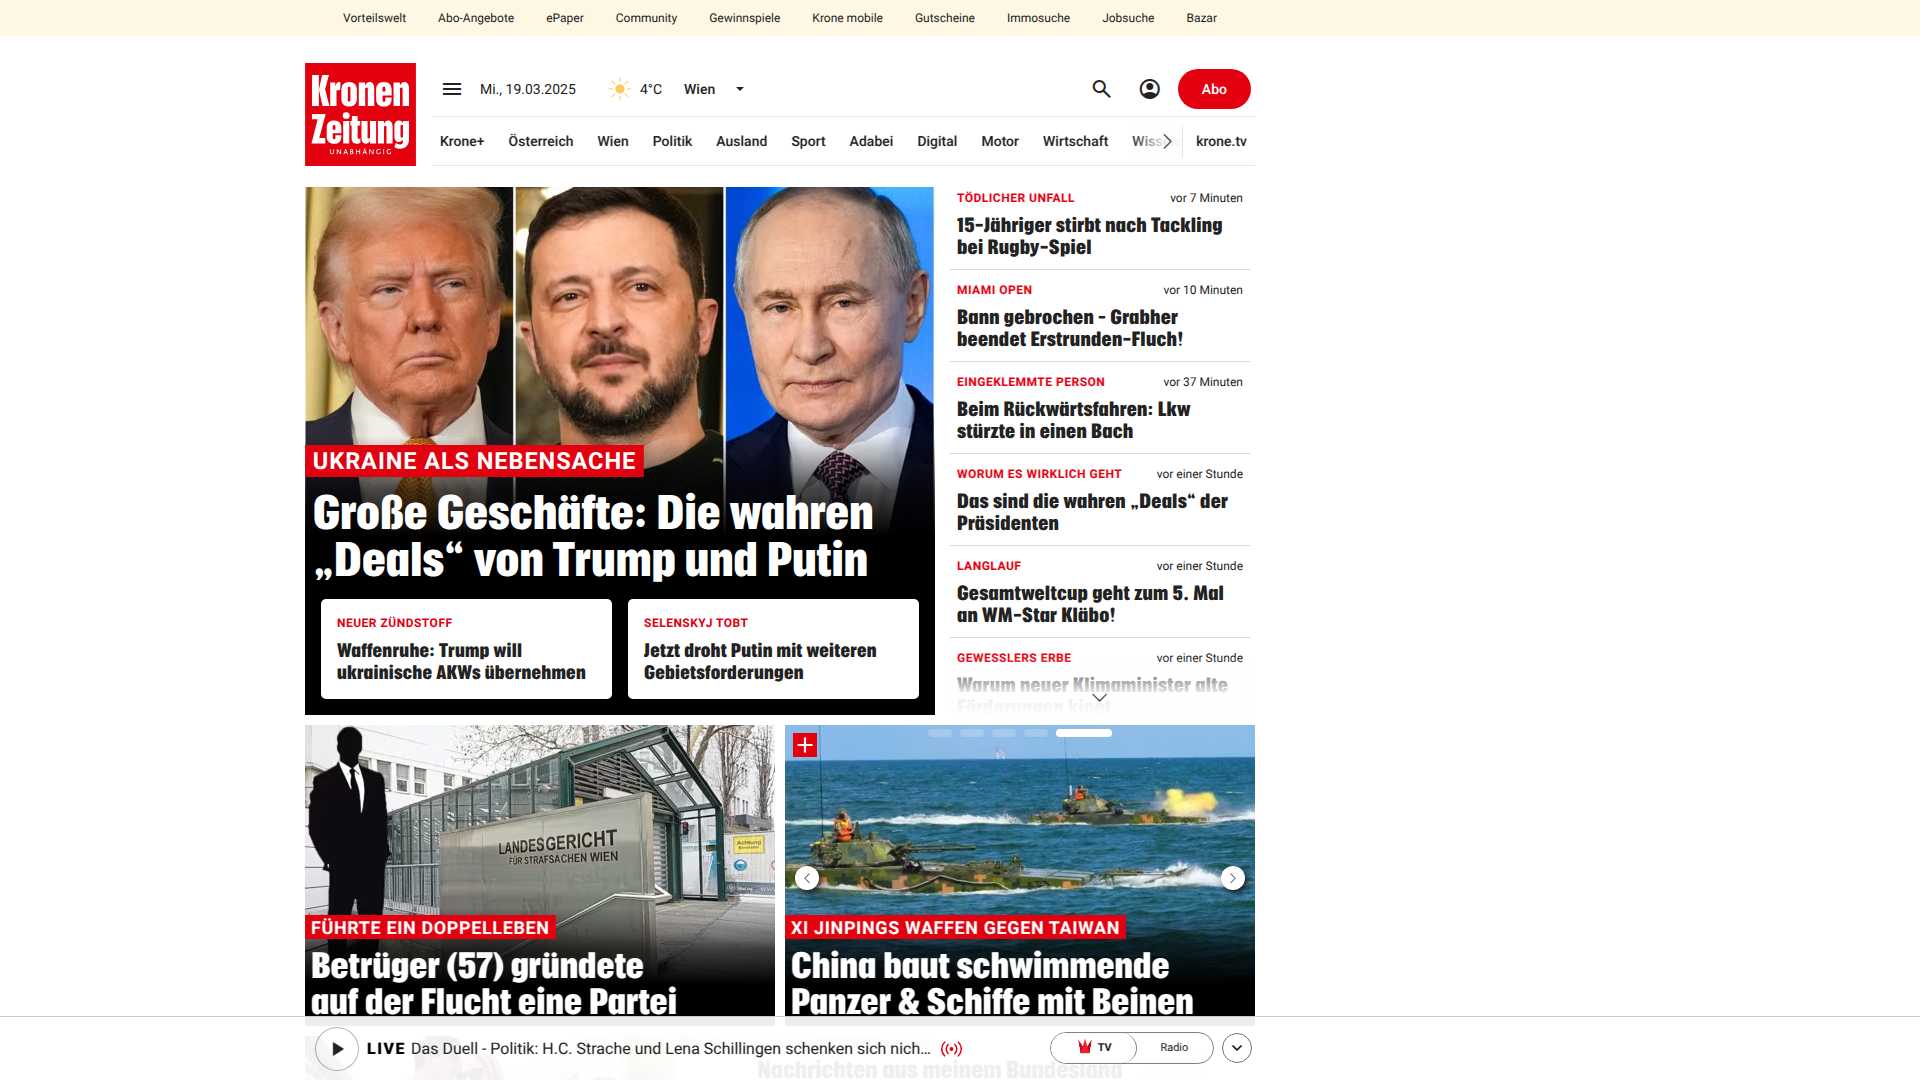 Vorteilswelt Abo-Angebote ePaper Community Gewinnspiele Krone mobile Gutscheine Immosuche Jobsuche Bazar
Kronen
Zeitung
UNABHÄNGIG
Mi., 19.03.2025 4°C Wien Abo
Krone+ Österreich Wien Politik Ausland Sport Adabei Digital Motor Wirtschaft Wiss krone.tv
UKRAINE ALS NEBENSACHE
Große Geschäfte: Die wahren
„Deals“ von Trump und Putin
NEUER ZÜNDSTOFF
Waffenruhe: Trump will
ukrainische AKWs übernehmen
SELENSKYJ TOBT
Jetzt droht Putin mit weiteren
Gebietsforderungen
TÖDLICHER UNFALL vor 7 Minuten
15-Jähriger stirbt nach Tackling
bei Rugby-Spiel
MIAMI OPEN vor 10 Minuten
Bann gebrochen - Grabher
beendet Erstrunden-Fluch!
EINGEKLEMMTE PERSON vor 37 Minuten
Beim Rückwärtsfahren: Lkw
stürzte in einen Bach
WORUM ES WIRKLICH GEHT vor einer Stunde
Das sind die wahren „Deals“ der
Präsidenten
LANGLAUF vor einer Stunde
Gesamtweltcup geht zum 5. Mal
an WM-Star Kläbo!
GEWESSLERS ERBE vor einer Stunde
Warum neuer Klimaminister alte
Förderungen kippt
LANDESGERICHT
FÜR STRAFSACHEN WIEN
Achtung
FÜHRTE EIN DOPPELLEBEN
Betrüger (57) gründete
auf der Flucht eine Partei
XI JINPINGS WAFFEN GEGEN TAIWAN
China baut schwimmende
Panzer & Schiffe mit Beinen
LIVE Das Duell - Politik: H.C. Strache und Lena Schillingen schenken sich nich... TV Radio
Nachrichten aus meinem Bundesland